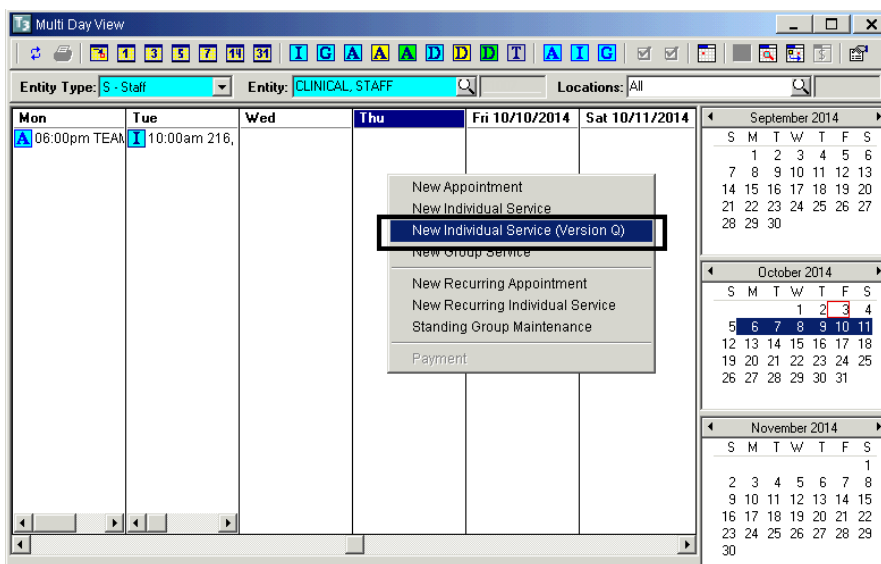 T3 Multi Day View
1 3 5 7 14 31 I G A A A D D D T A I G $
Entity Type: S - Staff Entity: CLINICAL, STAFF Locations: All
Mon Tue Wed Thu Fri 10/10/2014 Sat 10/11/2014
A 06:00pm TEAM I 10:00am 216,
New Appointment
New Individual Service
New Individual Service (Version Q)
New Group Service
New Recurring Appointment
New Recurring Individual Service
Standing Group Maintenance
Payment
September 2014
S M T W T F S
1 2 3 4 5 6
7 8 9 10 11 12 13
14 15 16 17 18 19 20
21 22 23 24 25 26 27
28 29 30
October 2014
S M T W T F S
1 2 3 4
5 6 7 8 9 10 11
12 13 14 15 16 17 18
19 20 21 22 23 24 25
26 27 28 29 30 31
November 2014
S M T W T F S
1
2 3 4 5 6 7 8
9 10 11 12 13 14 15
16 17 18 19 20 21 22
23 24 25 26 27 28 29
30